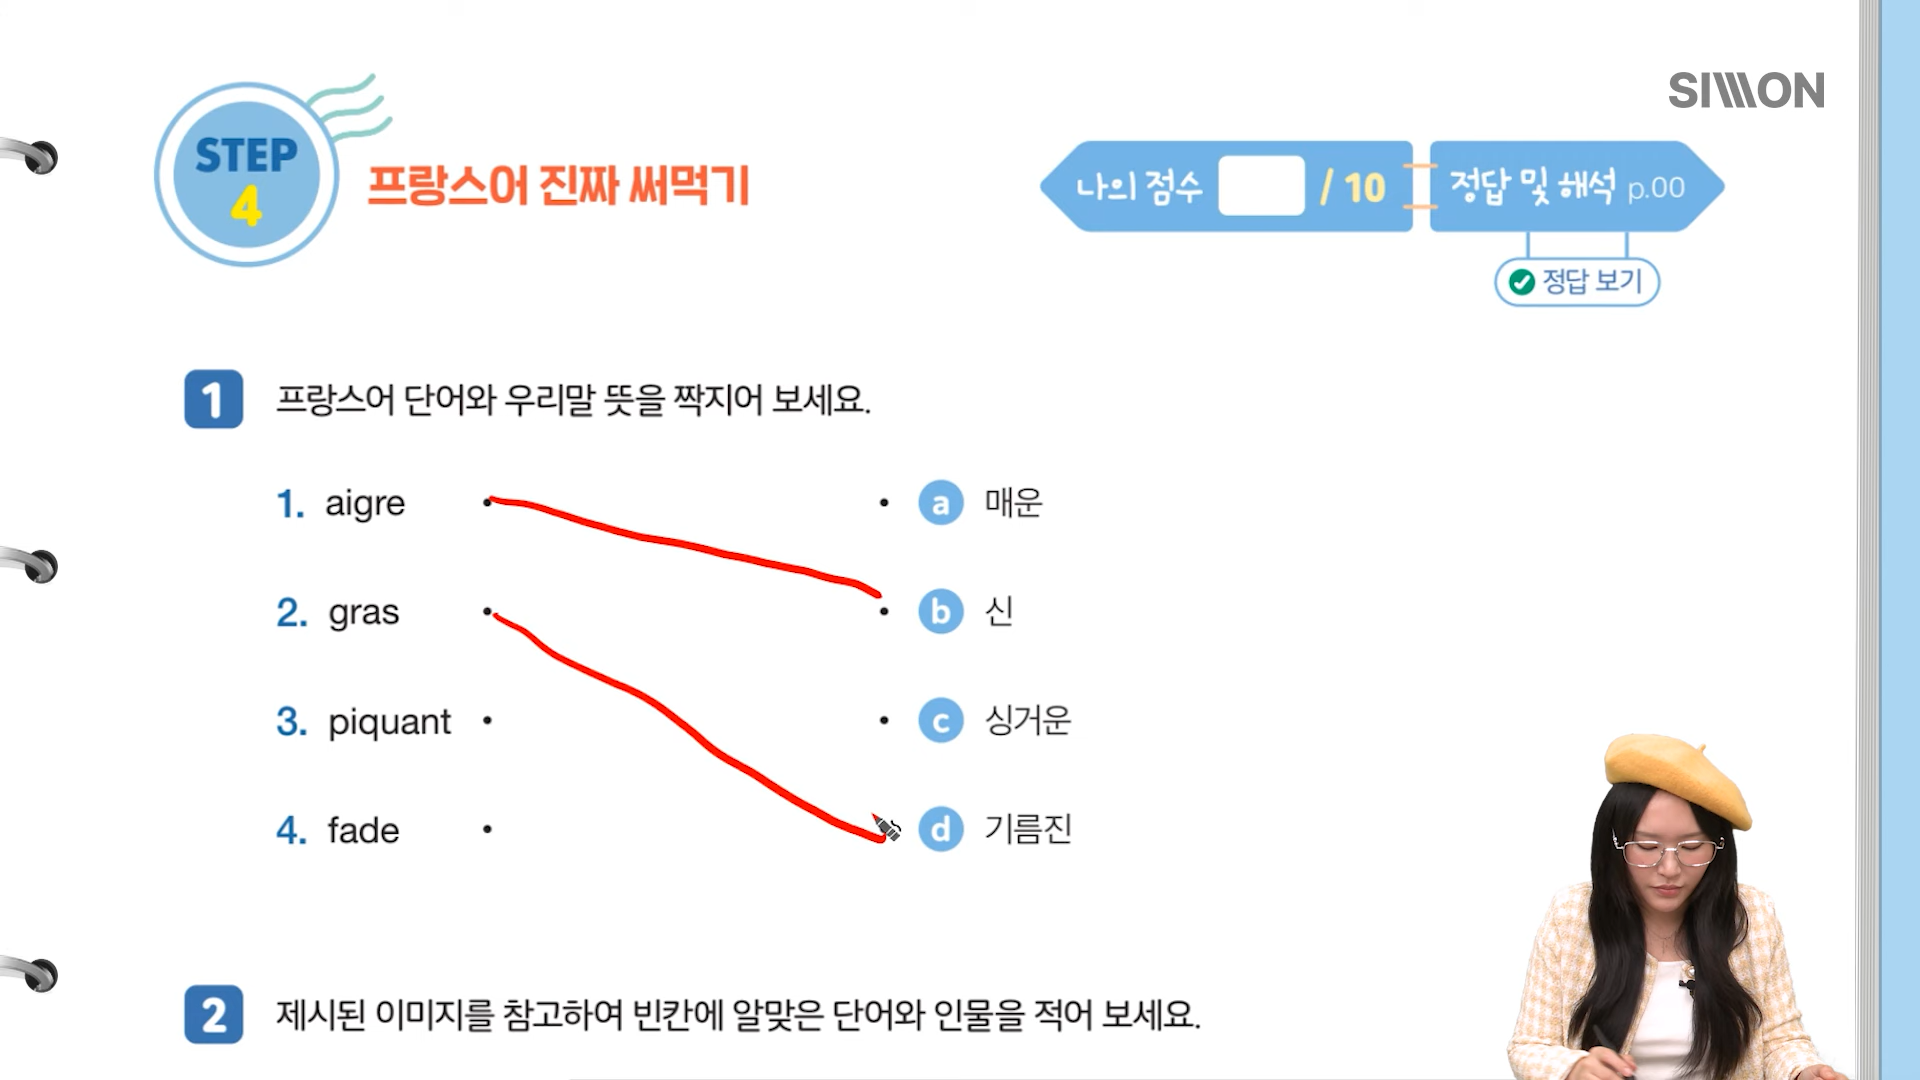 SIWON
STEP
4
프랑스어 진짜 써먹기
나의 점수 / 10
정답 및 해석 p.00
정답 보기
1 프랑스어 단어와 우리말 뜻을 짝지어 보세요.
1. aigre • • a 매운
2. gras • • b 신
3. piquant • • c 싱거운
4. fade • d 기름진
2 제시된 이미지를 참고하여 빈칸에 알맞은 단어와 인물을 적어 보세요.